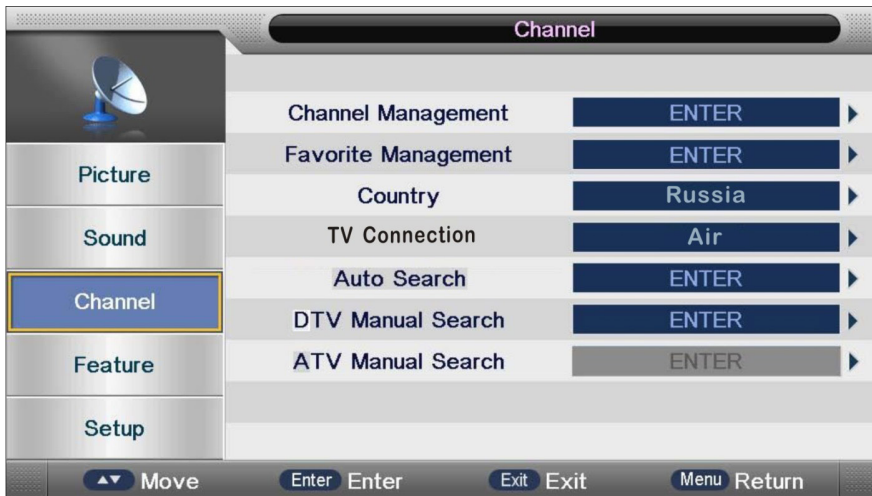 Channel
Channel Management ENTER
Favorite Management ENTER
Picture
Country Russia
Sound
TV Connection Air
Auto Search ENTER
Channel
DTV Manual Search ENTER
Feature
ATV Manual Search ENTER
Setup
Move Enter Enter Exit Exit Menu Return